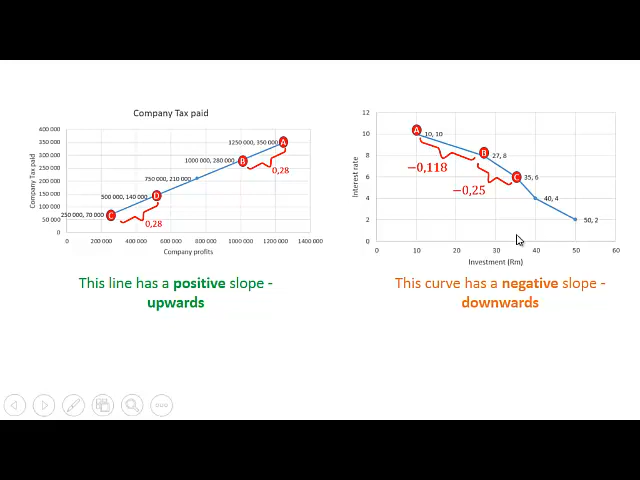 Company Tax paid
Company Tax paid
400 000
350 000
300 000
250 000
200 000
150 000
100 000
50 000
0
1250 000, 350 000
A
1000 000, 280 000
B
0,28
750 000, 210 000
500 000, 140 000
D
250 000, 70 000
C
0,28
0
200 000
400 000
600 000
800 000
1000 000
1200 000
1400 000
Company profits
This line has a positive slope -
upwards
Interest rate
12
10
8
6
4
2
0
A
10, 10
B
27, 8
−0,118
C
35, 6
−0,25
40, 4
50, 2
0
10
20
30
40
50
60
Investment (Rm)
This curve has a negative slope -
downwards